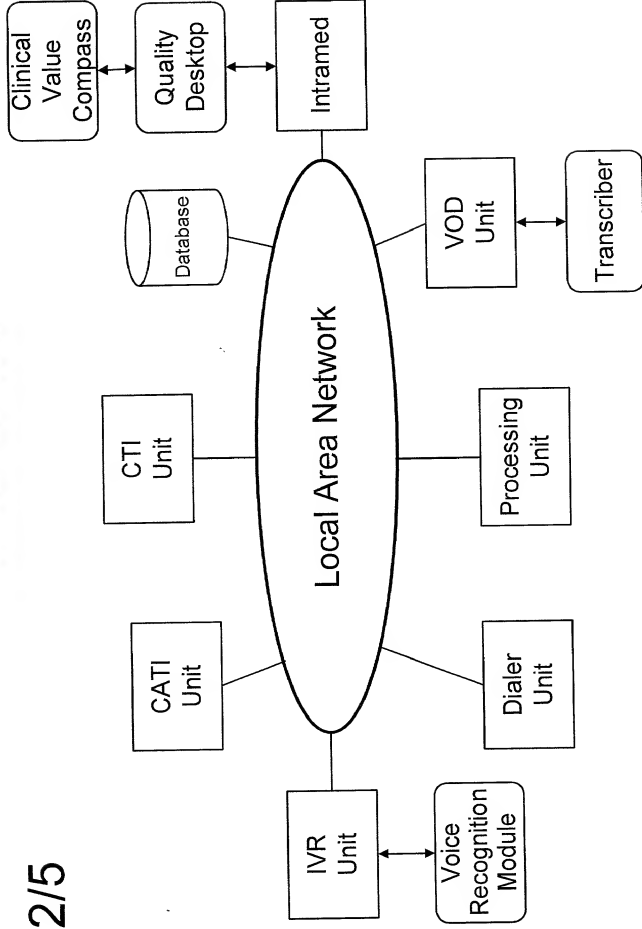 2/5
Clinical
Value
Compass
Quality
Desktop
Intramed
Database
CTI
Unit
CATI
Unit
Local Area Network
IVR
Unit
Voice
Recognition
Module
Dialer
Unit
Processing
Unit
VOD
Unit
Transcriber